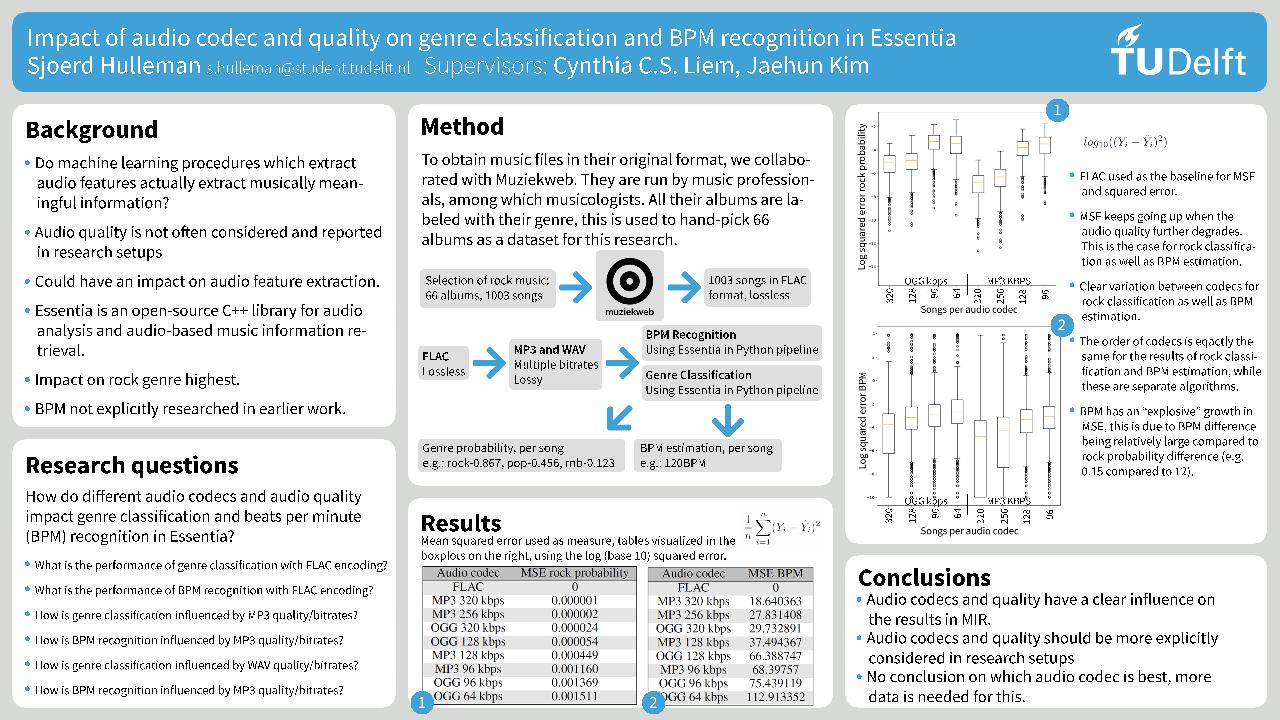 Impact of audio codec and quality on genre classification and BPM recognition in Essentia
Sjoerd Hulleman s.hulleman@student.tudelft.nl Supervisors: Cynthia C.S. Liem, Jaehun Kim
TUDelft
Background
• Do machine learning procedures which extract
audio features actually extract musically mean-
ingful information?
• Audio quality is not often considered and reported
in research setups
• Could have an impact on audio feature extraction.
• Essentia is an open-source C++ library for audio
analysis and audio-based music information re-
trieval.
• Impact on rock genre highest.
• BPM not explicitly researched in earlier work.
Research questions
How do different audio codecs and audio quality
impact genre classification and beats per minute
(BPM) recognition in Essentia?
• What is the performance of genre classification with FLAC encoding?
• What is the performance of BPM recognition with FLAC encoding?
• How is genre classification influenced by MP3 quality/bitrates?
• How is BPM recognition influenced by MP3 quality/bitrates?
• How is genre classification influenced by WAV quality/bitrates?
• How is BPM recognition influenced by MP3 quality/bitrates?
Method
To obtain music files in their original format, we collabo-
rated with Muziekweb. They are run by music profession-
als, among which musicologists. All their albums are la-
beled with their genre, this is used to hand-pick 66
albums as a dataset for this research.
Selection of rock music:
66 albums, 1003 songs
muziekweb
1003 songs in FLAC
format, lossless
FLAC
Lossless
MP3 and WAV
Multiple bitrates
Lossy
BPM Recognition
Using Essentia in Python pipeline
Genre Classification
Using Essentia in Python pipeline
Genre probability, per song
e.g.: rock-0.867, pop-0.456, rnb-0.123
BPM estimation, per song
e.g.: 120BPM
Results
Mean squared error used as measure, tables visualized in the
boxplots on the right, using the log (base 10) squared error.
1/n ∑ i=1 n (Yi − Ŷi)²
Audio codec MSE rock probability
FLAC 0
MP3 320 kbps 0.000001
MP3 256 kbps 0.000002
OGG 320 kbps 0.000024
OGG 128 kbps 0.000054
MP3 128 kbps 0.000449
MP3 96 kbps 0.001160
OGG 96 kbps 0.001369
OGG 64 kbps 0.001511
1
Audio codec MSE BPM
FLAC 0
MP3 320 kbps 18.640363
MP3 256 kbps 27.831408
OGG 320 kbps 29.732891
MP3 128 kbps 37.494367
OGG 128 kbps 66.388747
MP3 96 kbps 68.39757
OGG 96 kbps 75.439119
OGG 64 kbps 112.913352
2
1
Log squared error rock probability
OGG kbps MP3 KBPS
320 128 96 64 320 256 128 96
Songs per audio codec
2
Log squared error BPM
OGG kbps MP3 KBPS
320 128 96 64 320 256 128 96
Songs per audio codec
log10((Yi − Ŷi)²)
• FLAC used as the baseline for MSE
and squared error.
• MSE keeps going up when the
audio quality further degrades.
This is the case for rock classifica-
tion as well as BPM estimation.
• Clear variation between codecs for
rock classification as well as BPM
estimation.
• The order of codecs is eqactly the
same for the results of rock classi-
fication and BPM estimation, while
these are separate algorithms.
• BPM has an "explosive" growth in
MSE, this is due to BPM difference
being relatively large compared to
rock probability difference (e.g.
0.15 compared to 12).
Conclusions
• Audio codecs and quality have a clear influence on
the results in MIR.
• Audio codecs and quality should be more explicitly
considered in research setups
• No conclusion on which audio codec is best, more
data is needed for this.